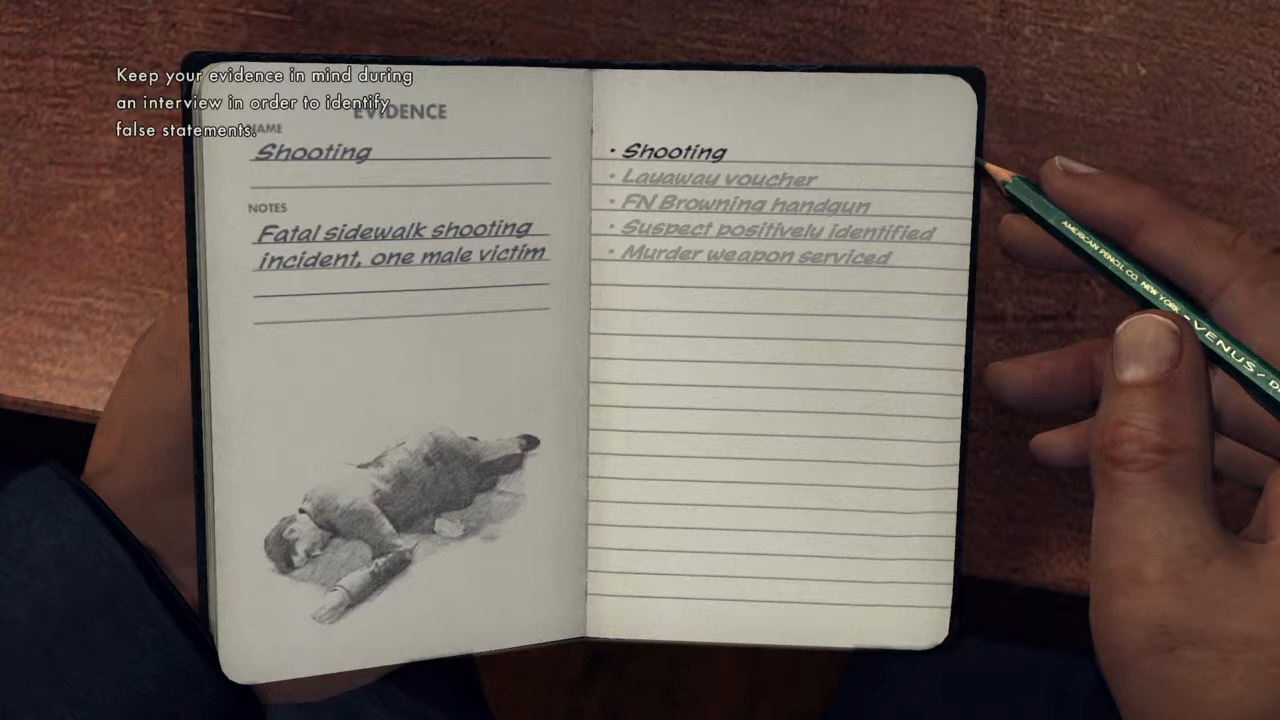 Keep your evidence in mind during
an interview in order to identify
false statements.
EVIDENCE
NAME
Shooting
NOTES
Fatal sidewalk shooting
incident, one male victim
• Shooting
• Layaway voucher
• FN Browning handgun
• Suspect positively identified
• Murder weapon serviced
AMERICAN PENCIL CO. NEW YORK
VENUS